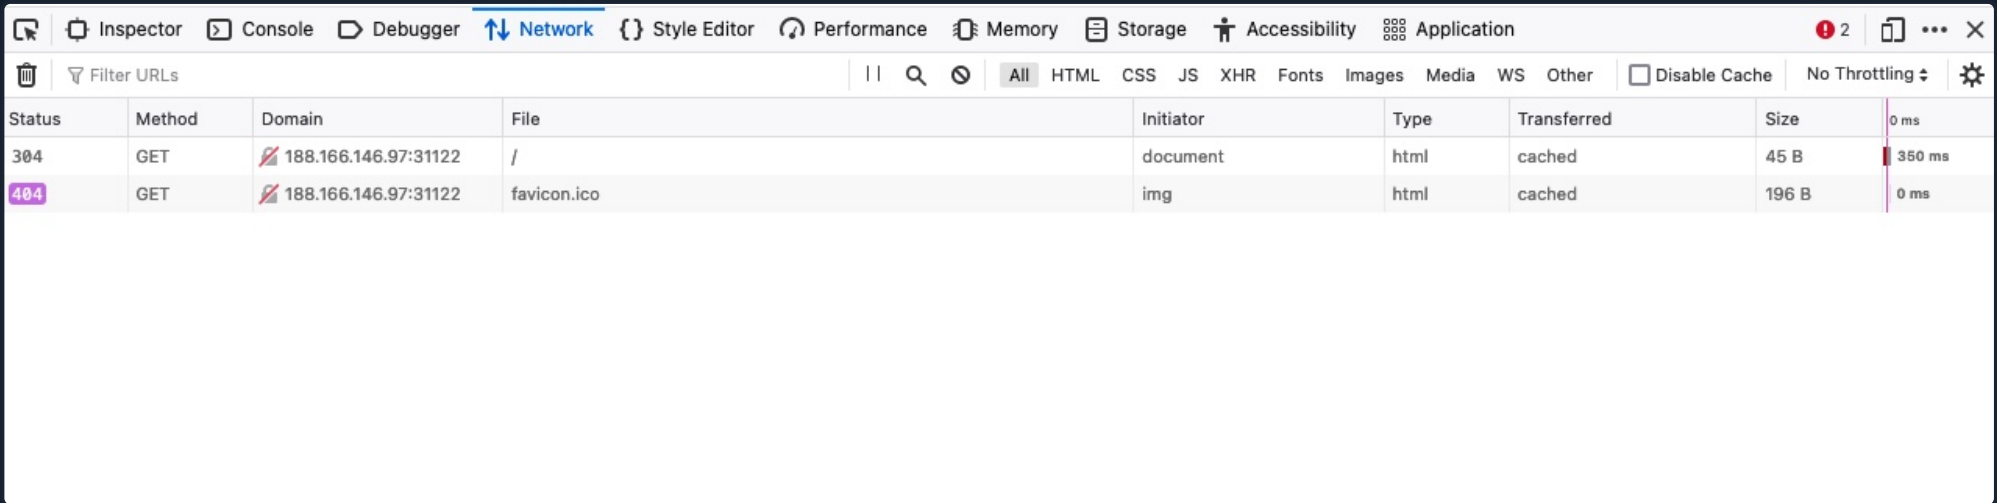 Inspector Console Debugger Network {} Style Editor Performance Memory Storage Accessibility Application 2
Filter URLs All HTML CSS JS XHR Fonts Images Media WS Other Disable Cache No Throttling
Status Method Domain File Initiator Type Transferred Size 0 ms
304 GET 188.166.146.97:31122 / document html cached 45 B 350 ms
404 GET 188.166.146.97:31122 favicon.ico img html cached 196 B 0 ms